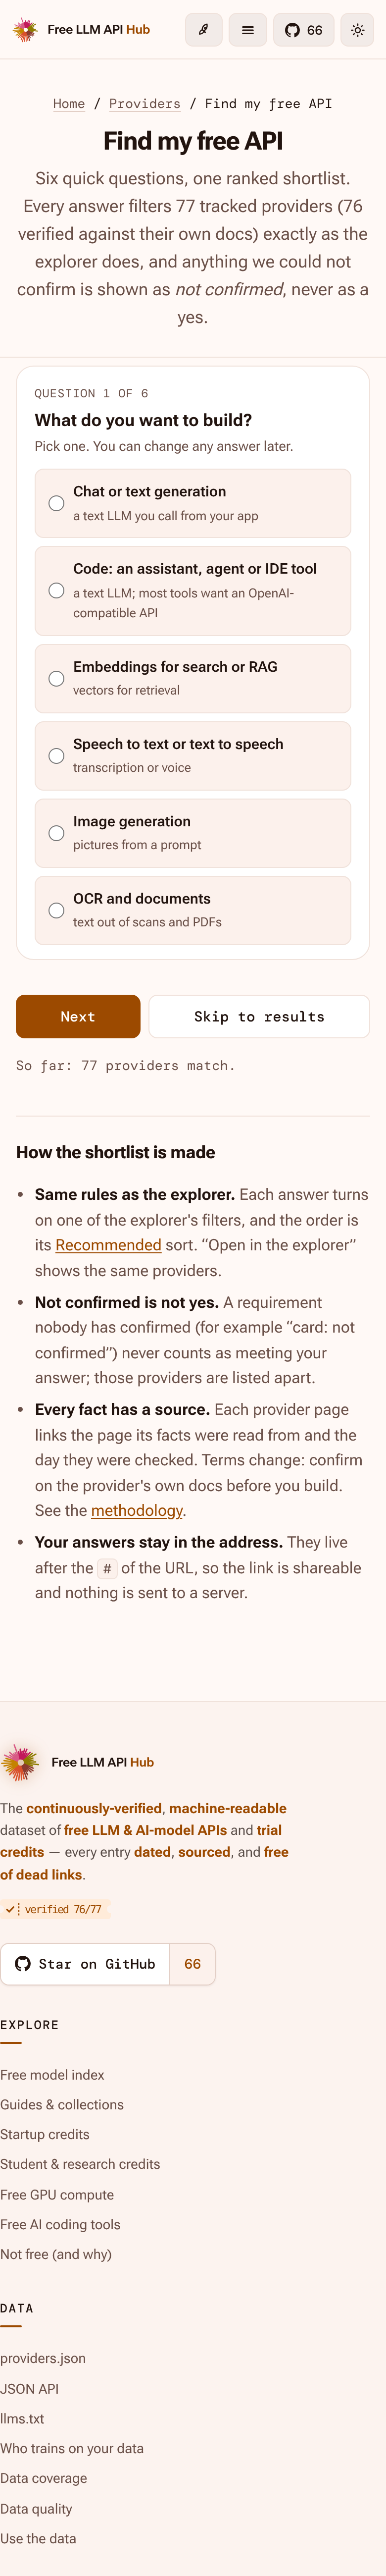 Free LLM API Hub
66
Home / Providers / Find my free API
Find my free API
Six quick questions, one ranked shortlist.
Every answer filters 77 tracked providers (76
verified against their own docs) exactly as the
explorer does, and anything we could not
confirm is shown as not confirmed, never as a
yes.
QUESTION 1 OF 6
What do you want to build?
Pick one. You can change any answer later.
Chat or text generation
a text LLM you call from your app
Code: an assistant, agent or IDE tool
a text LLM; most tools want an OpenAI-
compatible API
Embeddings for search or RAG
vectors for retrieval
Speech to text or text to speech
transcription or voice
Image generation
pictures from a prompt
OCR and documents
text out of scans and PDFs
Next
Skip to results
So far: 77 providers match.
How the shortlist is made
• Same rules as the explorer. Each answer turns
on one of the explorer's filters, and the order is
its Recommended sort. “Open in the explorer”
shows the same providers.
• Not confirmed is not yes. A requirement
nobody has confirmed (for example “card: not
confirmed”) never counts as meeting your
answer; those providers are listed apart.
• Every fact has a source. Each provider page
links the page its facts were read from and the
day they were checked. Terms change: confirm
on the provider's own docs before you build.
See the methodology.
• Your answers stay in the address. They live
after the # of the URL, so the link is shareable
and nothing is sent to a server.
Free LLM API Hub
The continuously-verified, machine-readable
dataset of free LLM & AI-model APIs and trial
credits — every entry dated, sourced, and free
of dead links.
verified 76/77
Star on GitHub 66
EXPLORE
Free model index
Guides & collections
Startup credits
Student & research credits
Free GPU compute
Free AI coding tools
Not free (and why)
DATA
providers.json
JSON API
llms.txt
Who trains on your data
Data coverage
Data quality
Use the data